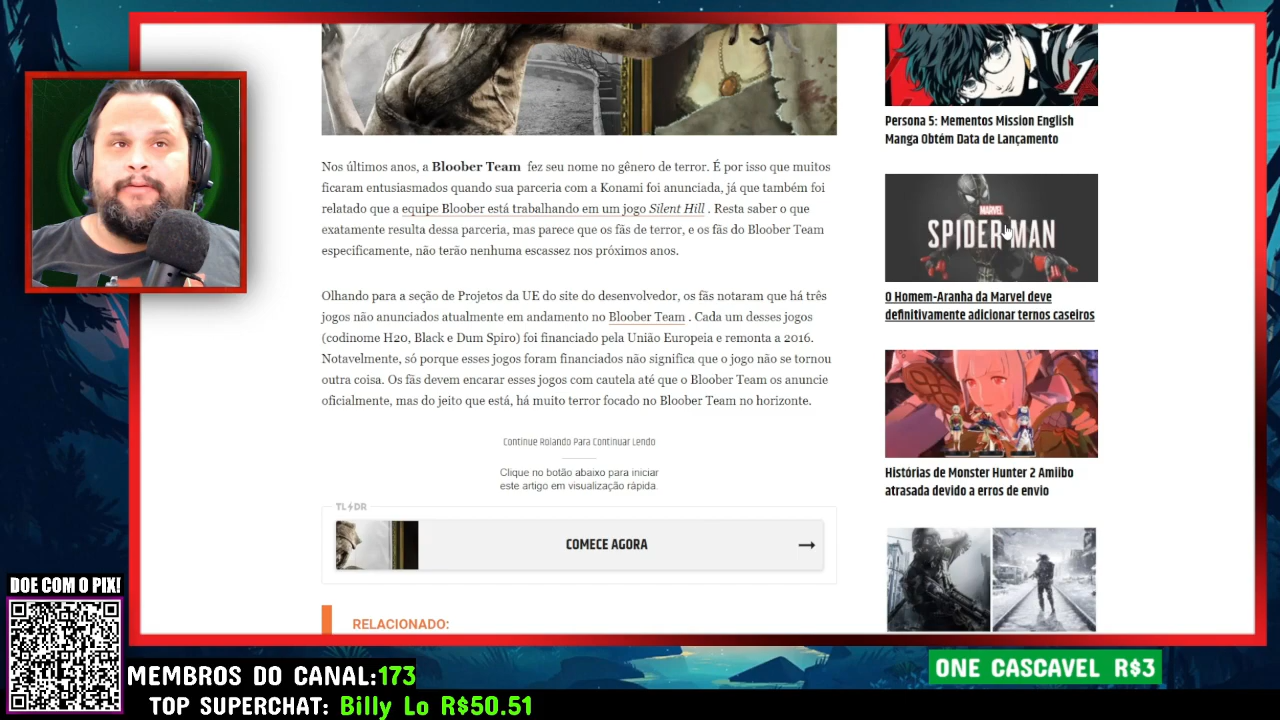 Nos últimos anos, a Bloober Team fez seu nome no gênero de terror. É por isso que muitos
ficaram entusiasmados quando sua parceria com a Konami foi anunciada, já que também foi
relatado que a equipe Bloober está trabalhando em um jogo Silent Hill . Resta saber o que
exatamente resulta dessa parceria, mas parece que os fãs de terror, e os fãs do Bloober Team
especificamente, não terão nenhuma escassez nos próximos anos.
Olhando para a seção de Projetos da UE do site do desenvolvedor, os fãs notaram que há três
jogos não anunciados atualmente em andamento no Bloober Team . Cada um desses jogos
(codinome H20, Black e Dum Spiro) foi financiado pela União Europeia e remonta a 2016.
Notavelmente, só porque esses jogos foram financiados não significa que o jogo não se tornou
outra coisa. Os fãs devem encarar esses jogos com cautela até que o Bloober Team os anuncie
oficialmente, mas do jeito que está, há muito terror focado no Bloober Team no horizonte.
Continue Rolando Para Continuar Lendo
Clique no botão abaixo para iniciar
este artigo em visualização rápida.
TL DR
COMECE AGORA
RELACIONADO:
1
Persona 5: Mementos Mission English
Manga Obtém Data de Lançamento
MARVEL
SPIDER-MAN
O Homem-Aranha da Marvel deve
definitivamente adicionar ternos caseiros
Histórias de Monster Hunter 2 Amiibo
atrasada devido a erros de envio
DOE COM O PIX!
MEMBROS DO CANAL:173
TOP SUPERCHAT: Billy Lo R$50.51
ONE CASCAVEL R$3